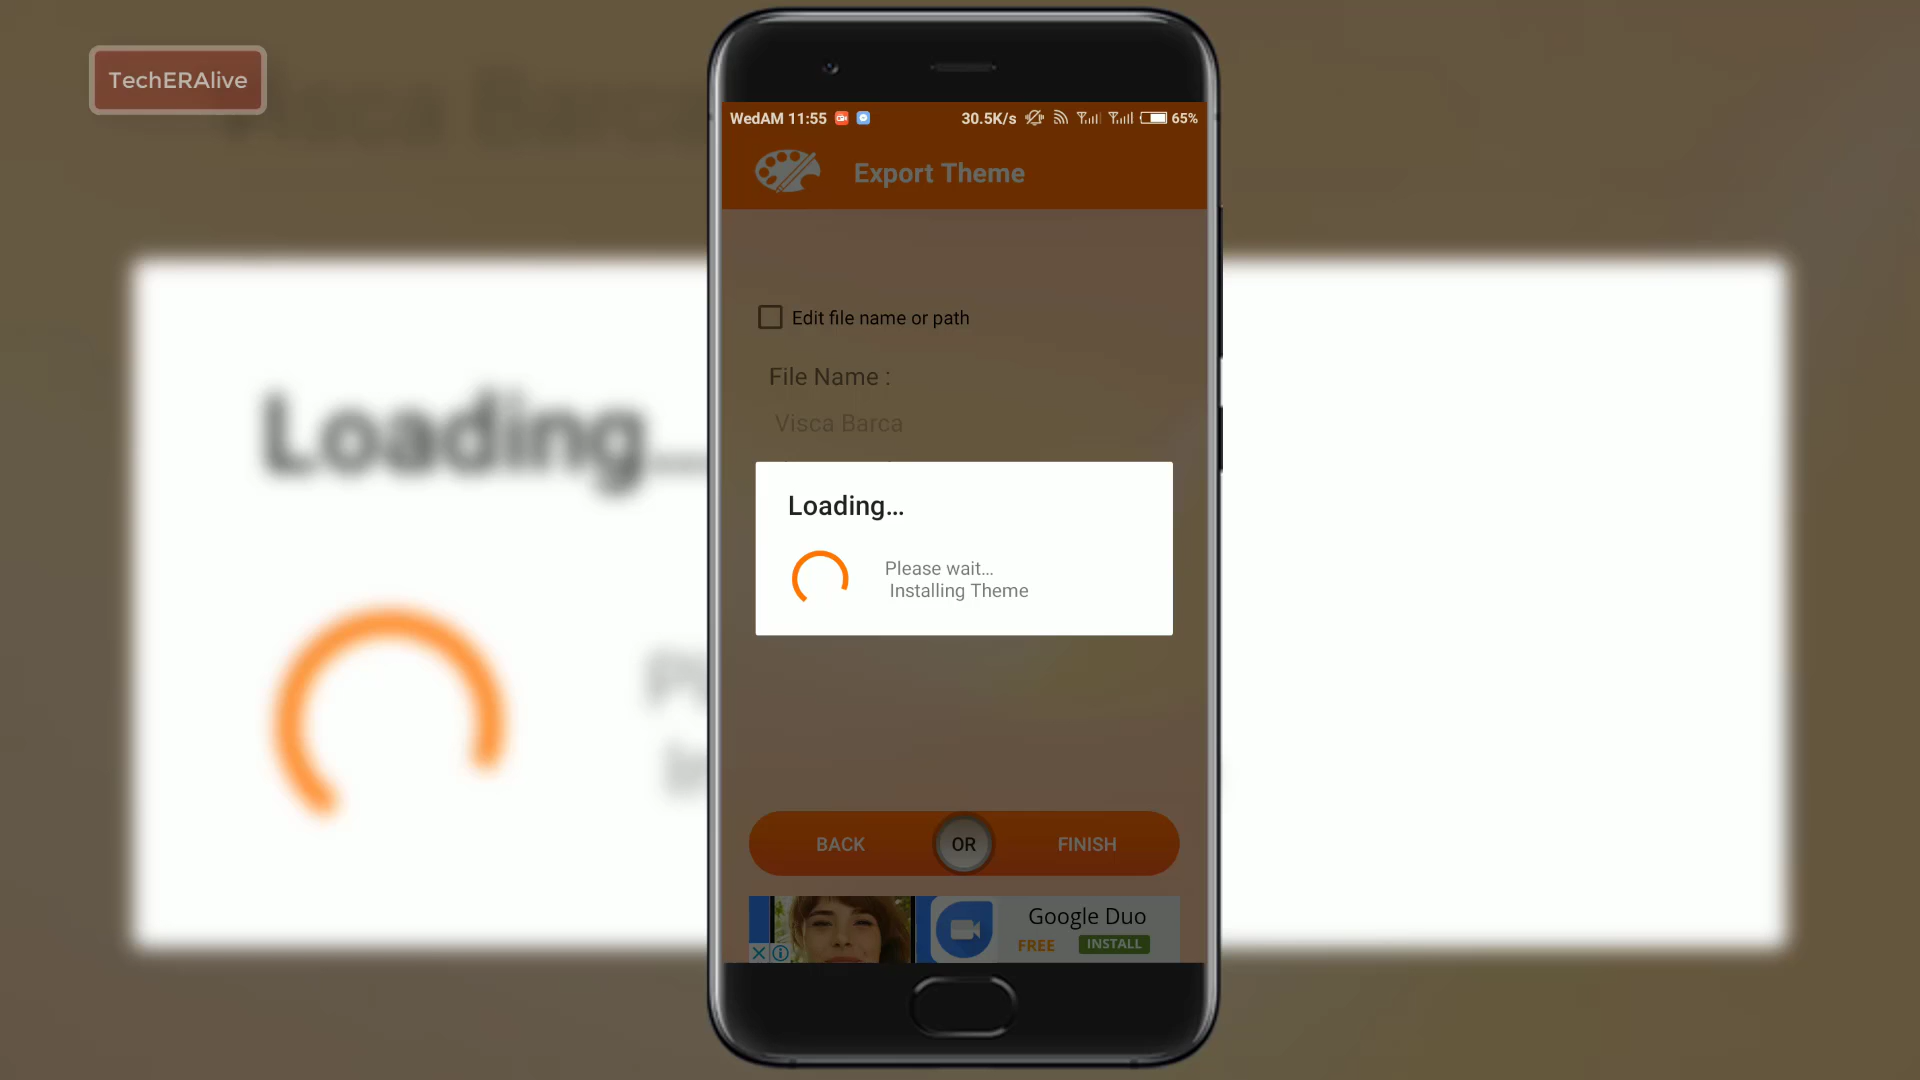 TechERAlive
WedAM 11:55
30.5K/s
65%
Export Theme
Edit file name or path
File Name :
Visca Barca
Loading...
Please wait...
Installing Theme
BACK
OR
FINISH
Google Duo
FREE
INSTALL
Loading...